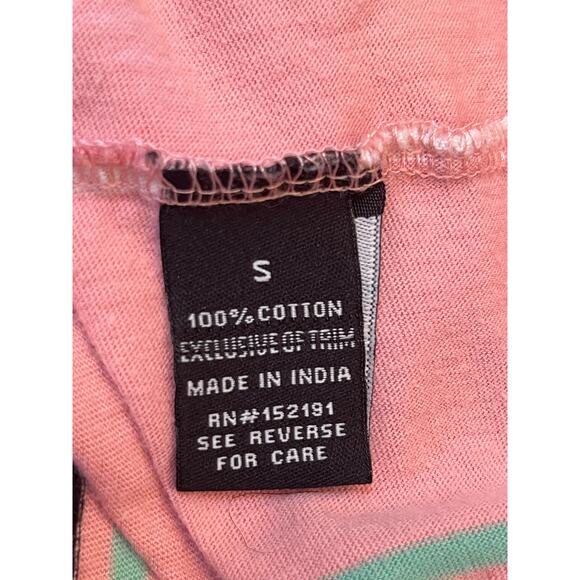 S
100% COTTON
EXCLUSIVE OF TRIM
MADE IN INDIA
RN#152191
SEE REVERSE
FOR CARE